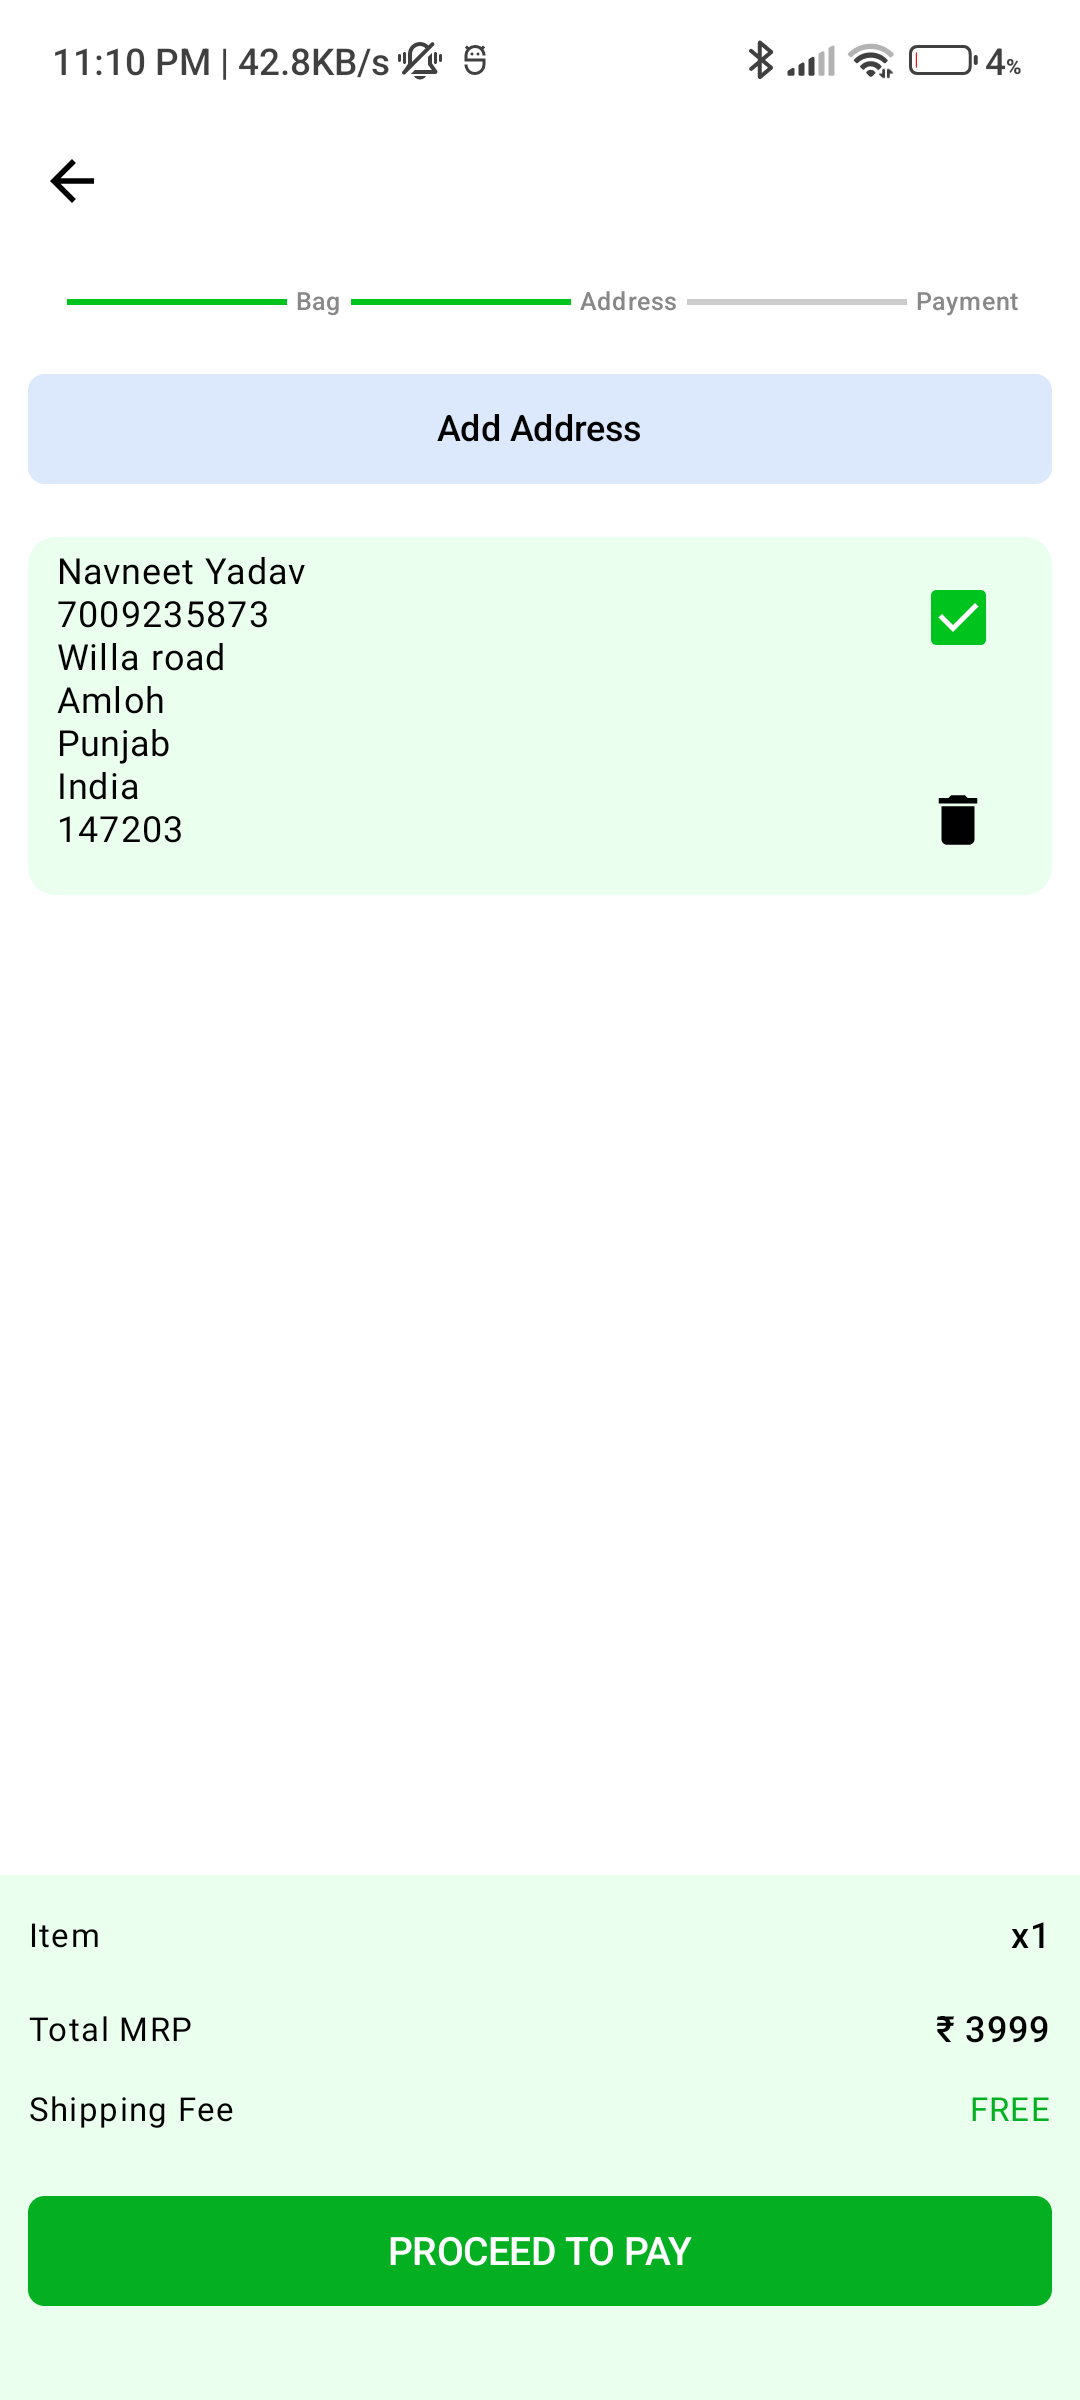 11:10 PM | 42.8KB/s 4%
Bag Address Payment
Add Address
Navneet Yadav
7009235873
Willa road
Amloh
Punjab
India
147203
Item x1
Total MRP ₹ 3999
Shipping Fee FREE
PROCEED TO PAY